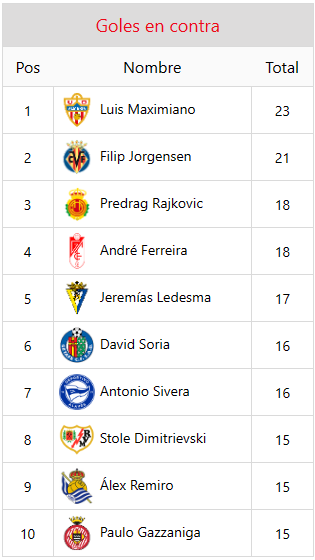 Goles en contra
Pos Nombre Total
1 Luis Maximiano 23
2 Filip Jorgensen 21
3 Predrag Rajkovic 18
4 André Ferreira 18
5 Jeremías Ledesma 17
6 David Soria 16
7 Antonio Sivera 16
8 Stole Dimitrievski 15
9 Álex Remiro 15
10 Paulo Gazzaniga 15